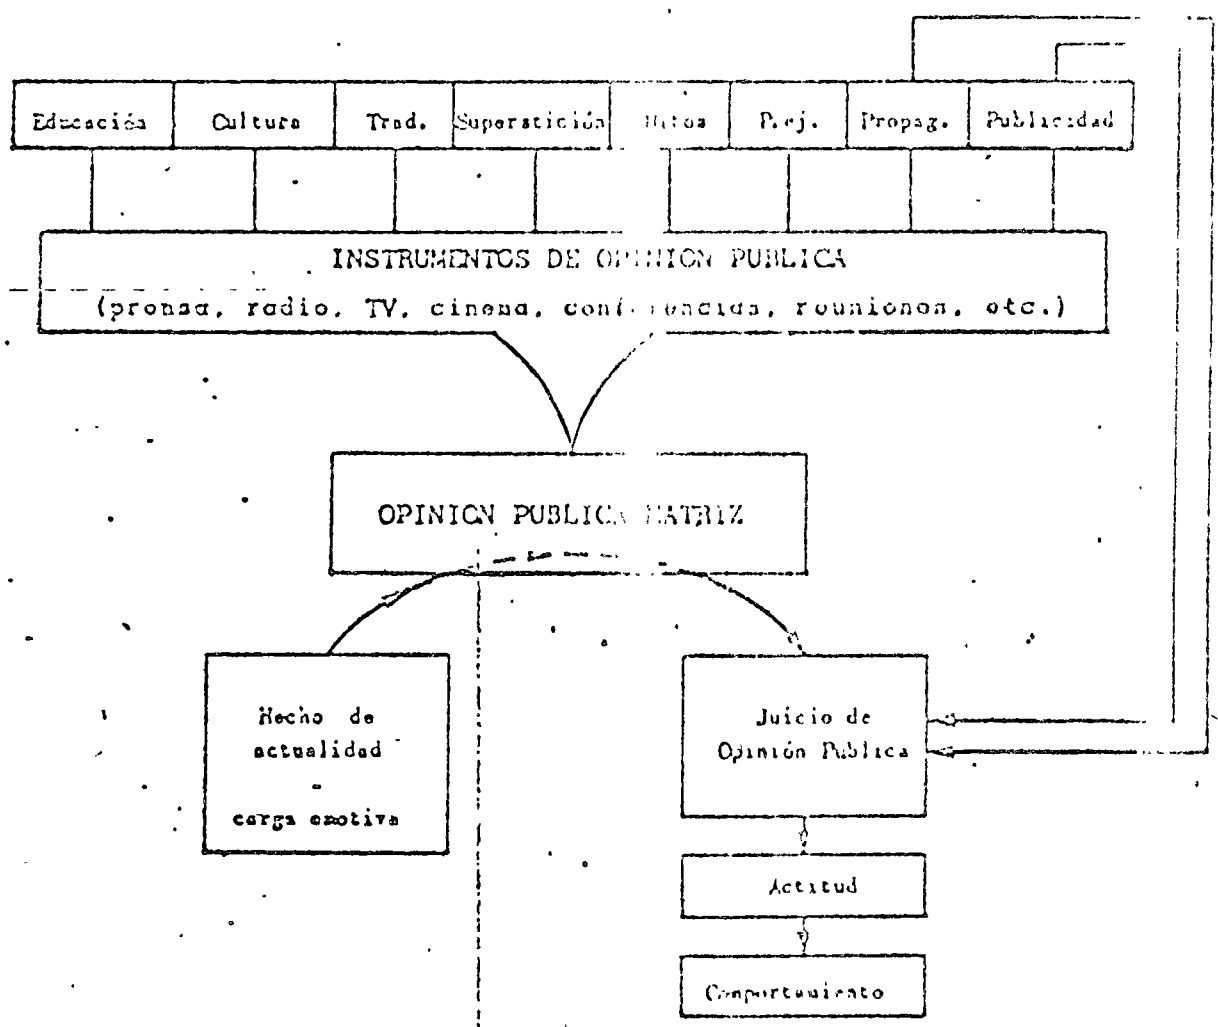 Educación Cultura Trad. Superstición Mitos Prej. Propag. Publicidad
INSTRUMENTOS DE OPINION PUBLICA
(prensa, radio, TV, cinema, conferencias, reuniones, etc.)
OPINION PUBLICA MATRIZ
Hecho de
actualidad
-
carga emotiva
Juicio de
Opinión Publica
Actitud
Comportamiento